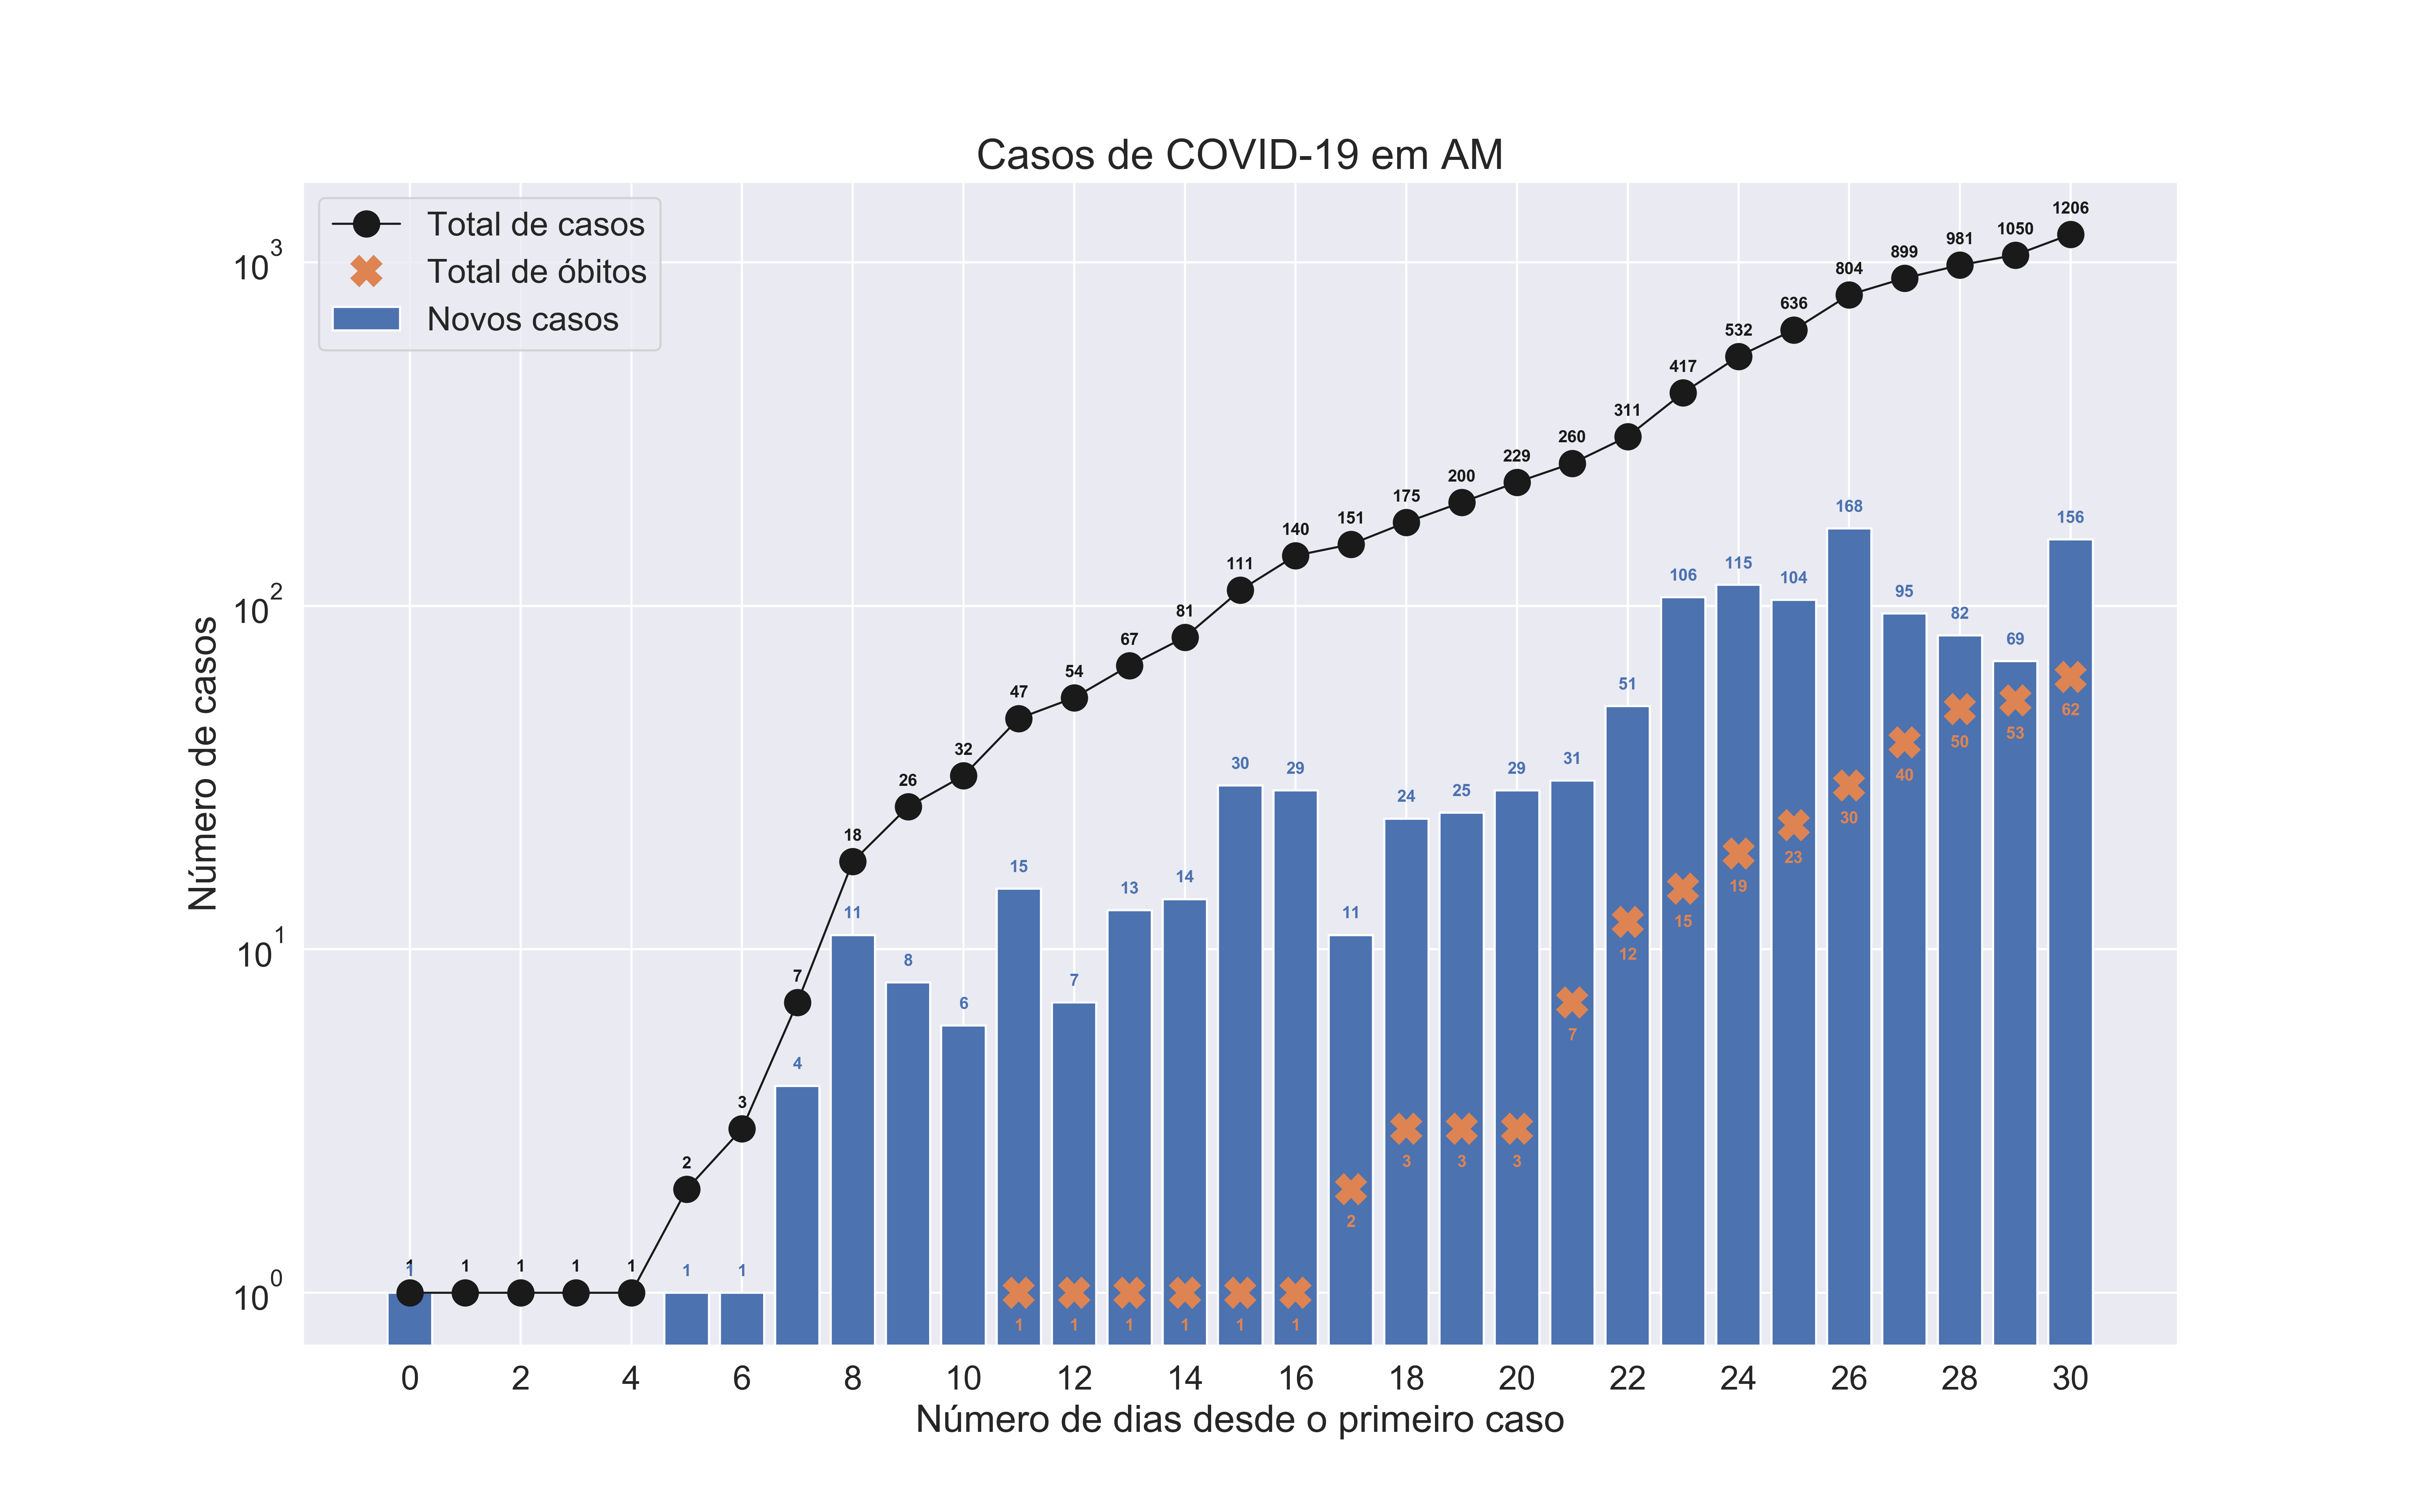 Casos de COVID-19 em AM
Total de casos
Total de óbitos
Novos casos
Número de casos
10^3
10^2
10^1
10^0
1 1 1 1 1 2 3 7 18 26 32 47 54 67 81 111 140 151 175 200 229 260 311 417 532 636 804 899 981 1050 1206
1 1 1 4 11 8 6 15 7 13 14 30 29 11 24 25 29 31 51 106 115 104 168 95 82 69 156
1 1 1 1 1 1 2 3 3 3 7 12 15 19 23 30 40 50 53 62
0 2 4 6 8 10 12 14 16 18 20 22 24 26 28 30
Número de dias desde o primeiro caso